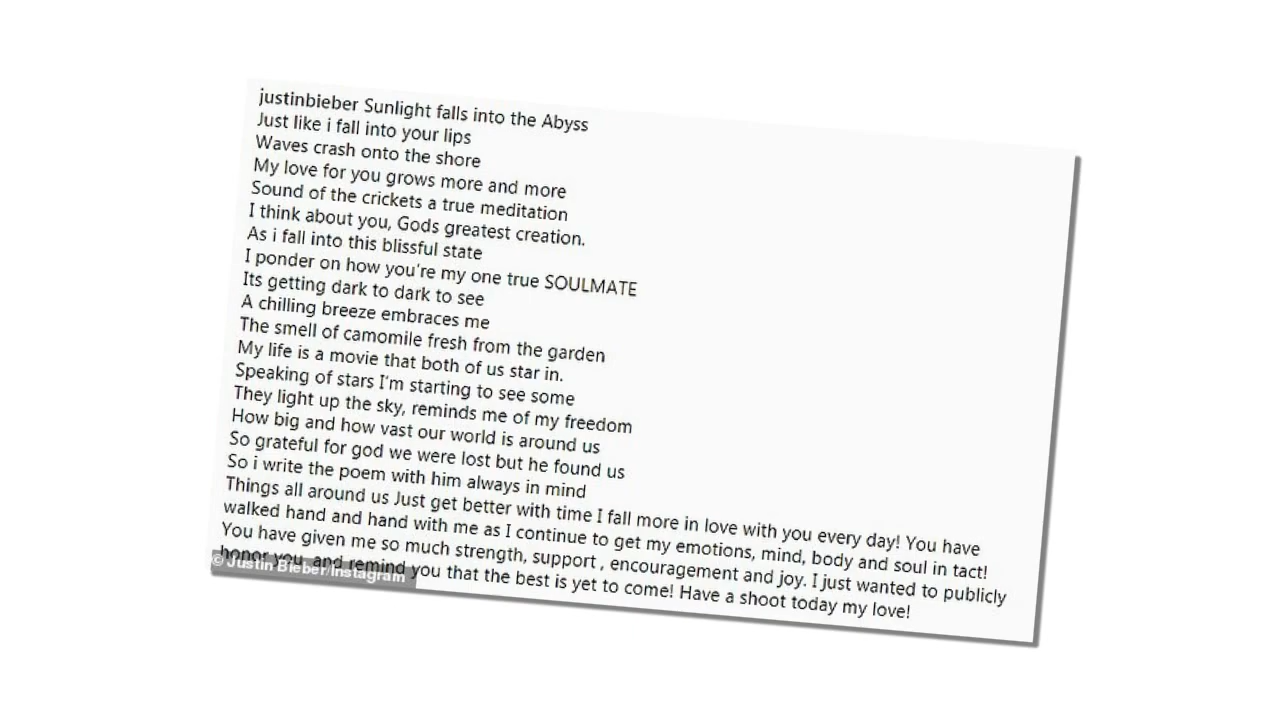 justinbieber Sunlight falls into the Abyss
Just like i fall into your lips
Waves crash onto the shore
My love for you grows more and more
Sound of the crickets a true meditation
I think about you, Gods greatest creation.
As i fall into this blissful state
I ponder on how you're my one true SOULMATE
Its getting dark to dark to see
A chilling breeze embraces me
The smell of camomile fresh from the garden
My life is a movie that both of us star in.
Speaking of stars I'm starting to see some
They light up the sky, reminds me of my freedom
How big and how vast our world is around us
So grateful for god we were lost but he found us
So i write the poem with him always in mind
Things all around us Just get better with time I fall more in love with you every day! You have
walked hand and hand with me as I continue to get my emotions, mind, body and soul in tact!
You have given me so much strength, support , encouragement and joy. I just wanted to publicly
honor you, and remind you that the best is yet to come! Have a shoot today my love!
© Justin Bieber/Instagram